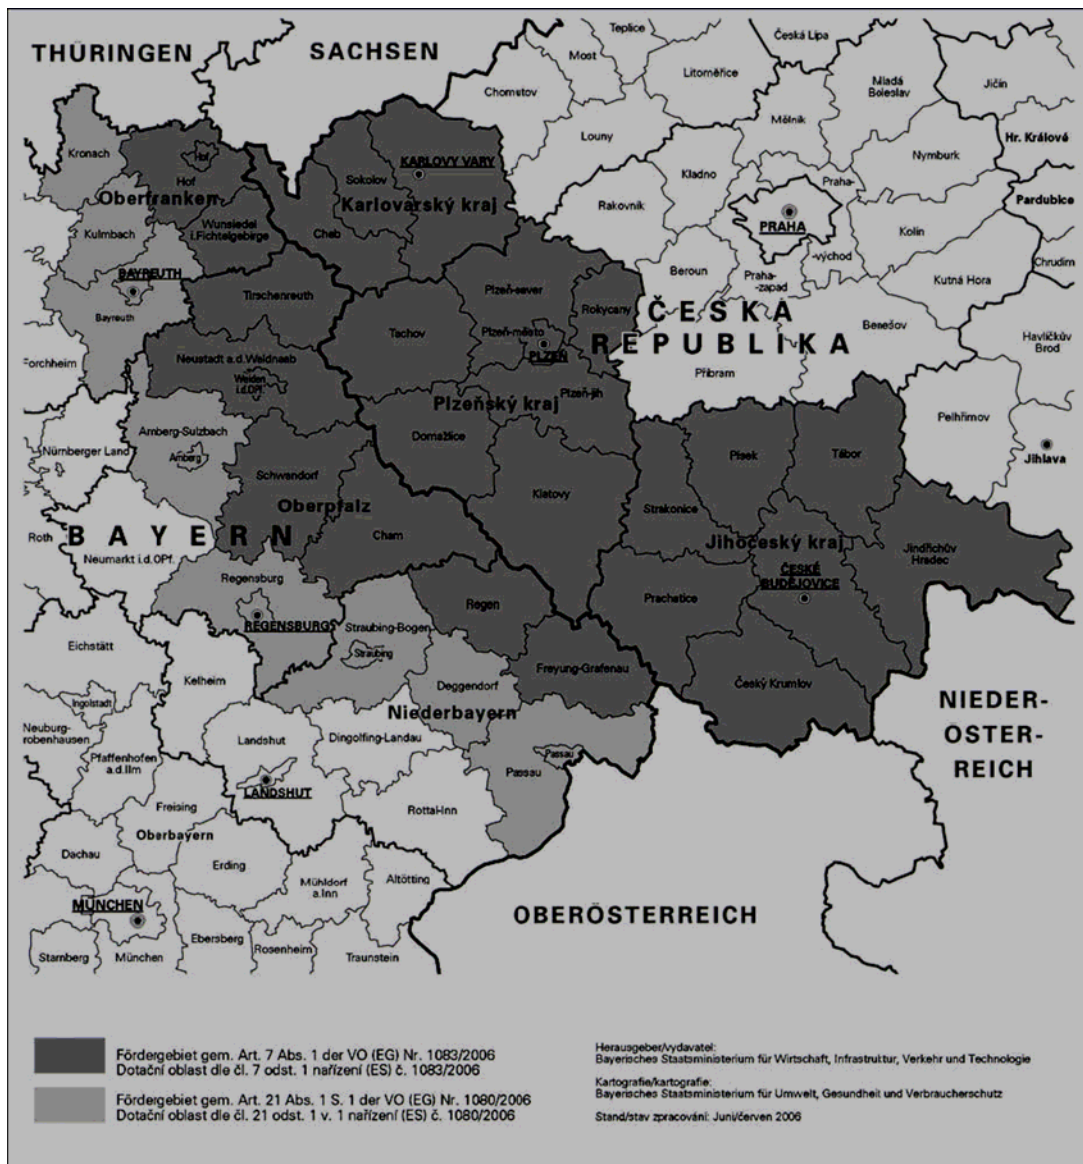 THÜRINGEN
SACHSEN
Teplice
Česká Lípa
Most
Litoměřice
Mladá
Boleslav
Jičín
Chomutov
Mělník
Kronach
Hof
Hof
Louny
Hr. Králové
Nymburk
KARLOVY VARY
Sokolov
Kladno
Praha-
Oberfranken
Karlovarský kraj
Rakovník
Pardubice
Kulmbach
Wunsiedel
i.Fichtelgebirge
Cheb
PRAHA
Kolín
Beroun
Praha-
-zapad
-východ
Chrudim
BAYREUTH
Kutná Hora
Tirschenreuth
Plzeň-sever
Bayreuth
Rokycany
ČESKÁ
REPUBLIKA
Tachov
Plzeň-město
PLZEŇ
Benešov
Havlíčkův
Brod
Forchheim
Neustadt a.d.Waldnaab
Weiden
i.d.OPf.
Příbram
Plzeň-jih
Plzeňský kraj
Pelhřimov
Amberg-Sulzbach
Amberg
Domažlice
Nürnberger Land
Písek
Tábor
Jihlava
Schwandorf
Klatovy
Oberpfalz
Strakonice
BAYERN
Roth
Cham
Jihočeský kraj
Neumarkt i.d.OPf.
Jindřichův
Hradec
ČESKÉ
BUDĚJOVICE
Regensburg
Regen
Prachatice
REGENSBURG
Straubing-Bogen
Straubing
Eichstätt
Freyung-Grafenau
Kelheim
Deggendorf
Český Krumlov
Ingolstadt
NIEDER-
ÖSTER-
REICH
Niederbayern
Neuburg-
robenhausen
Landshut
Dingolfing-Landau
Pfaffenhofen
a.d.Ilm
Passau
Passau
LANDSHUT
Freising
Rottal-Inn
Oberbayern
Dachau
Erding
Mühldorf
a.Inn
Altötting
MÜNCHEN
OBERÖSTERREICH
Ebersberg
Rosenheim
Starnberg
München
Traunstein
Fördergebiet gem. Art. 7 Abs. 1 der VO (EG) Nr. 1083/2006
Dotační oblast dle čl. 7 odst. 1 nařízení (ES) č. 1083/2006
Fördergebiet gem. Art. 21 Abs. 1 S. 1 der VO (EG) Nr. 1080/2006
Dotační oblast dle čl. 21 odst. 1 v. 1 nařízení (ES) č. 1080/2006
Herausgeber/vydavatel:
Bayerisches Staatsministerium für Wirtschaft, Infrastruktur, Verkehr und Technologie
Kartografie/kartografie:
Bayerisches Staatsministerium für Umwelt, Gesundheit und Verbraucherschutz
Stand/stav zpracování: Juni/červen 2006